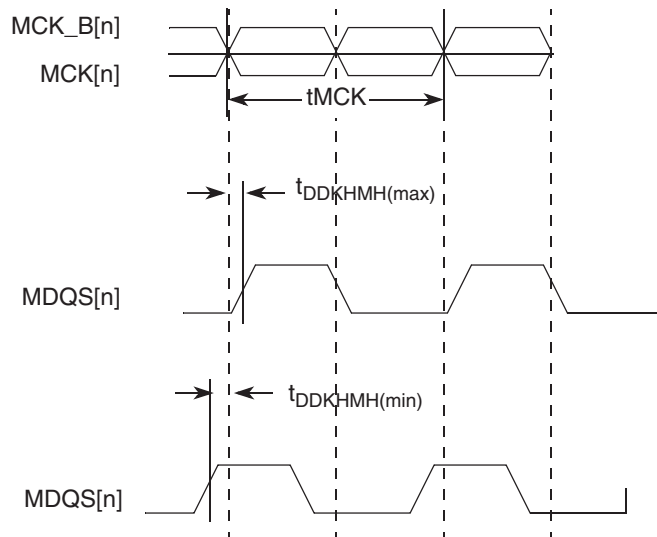 MCK_B[n]
MCK[n]
tMCK
tDDKHMH(max)
MDQS[n]
tDDKHMH(min)
MDQS[n]